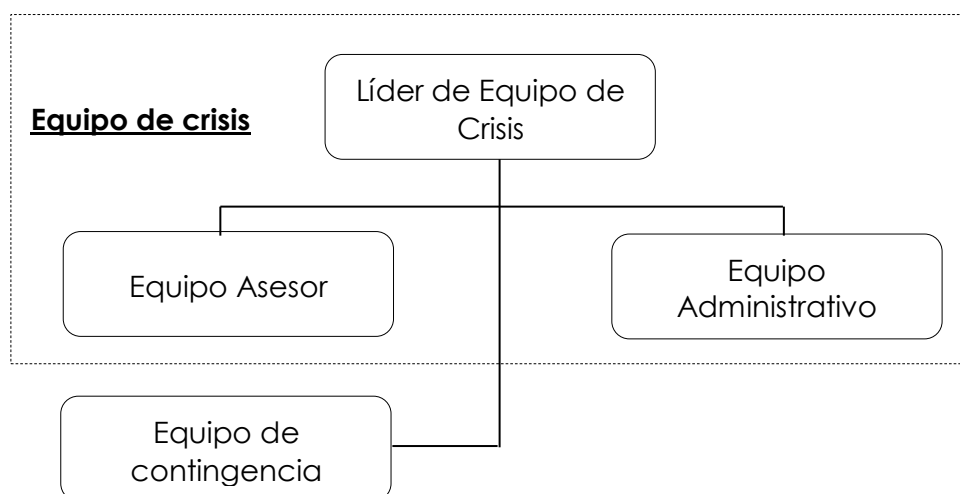 Líder de Equipo de
Crisis
Equipo de crisis
Equipo Asesor
Equipo
Administrativo
Equipo de
contingencia